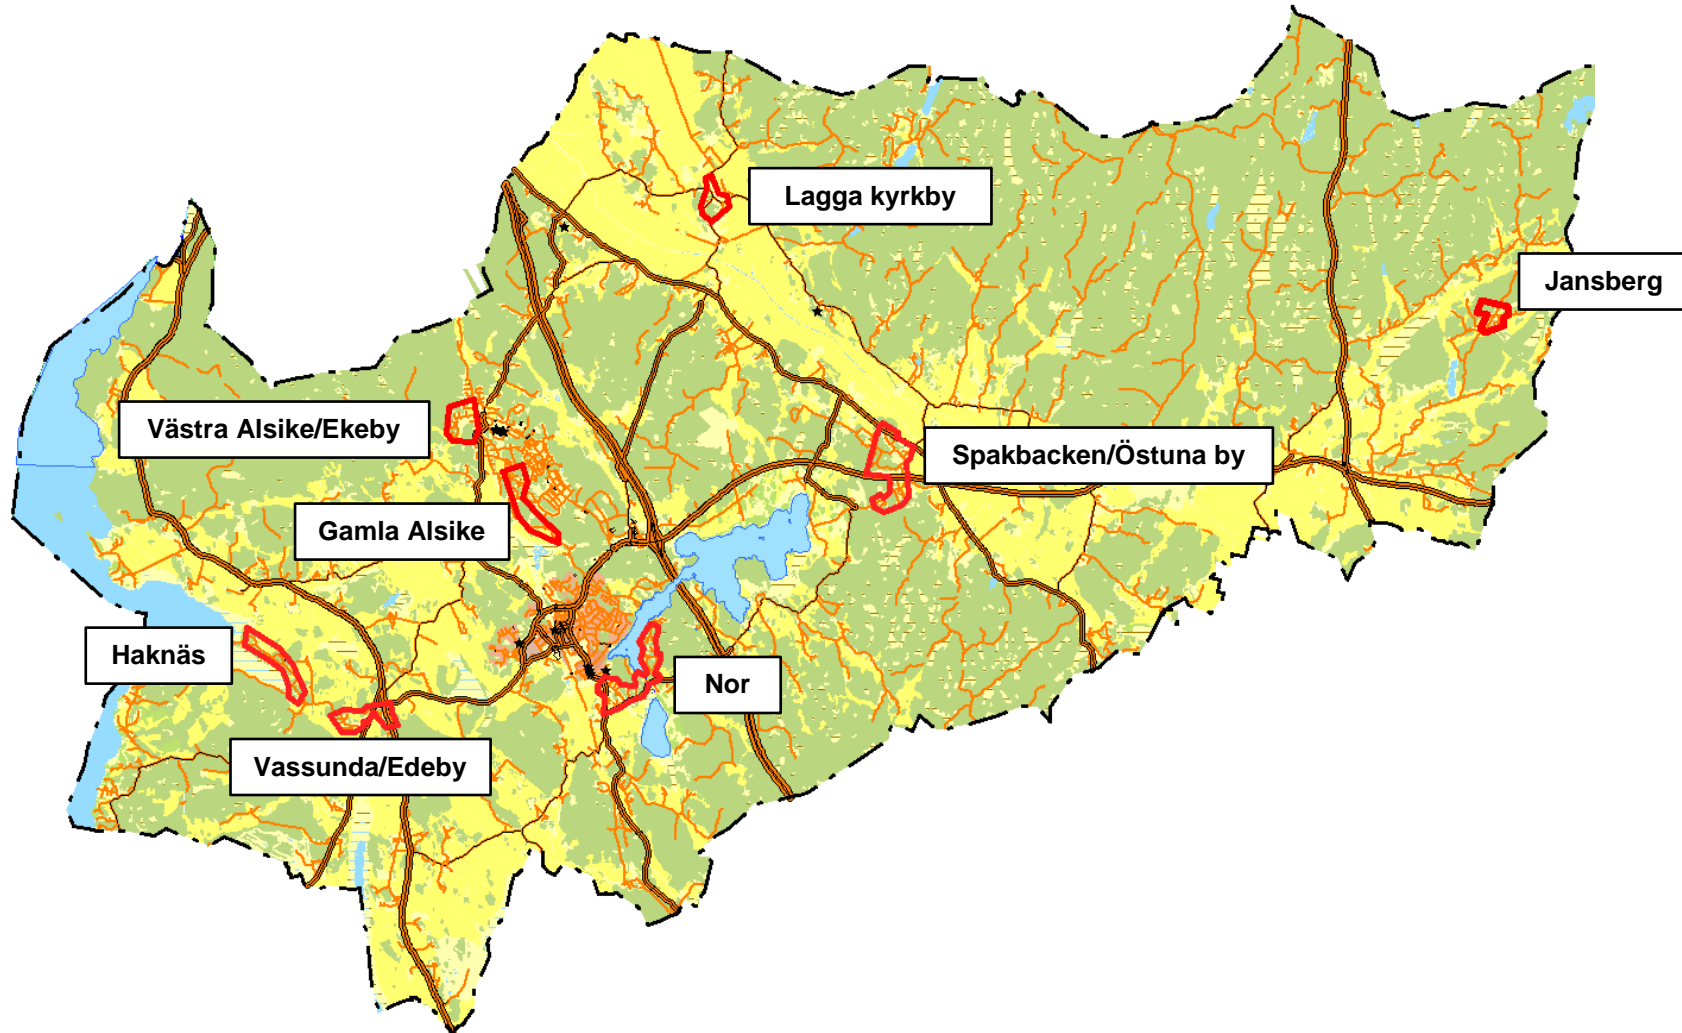 Lagga kyrkby
Jansberg
Västra Alsike/Ekeby
Spakbacken/Östuna by
Gamla Alsike
Haknäs
Nor
Vassunda/Edeby